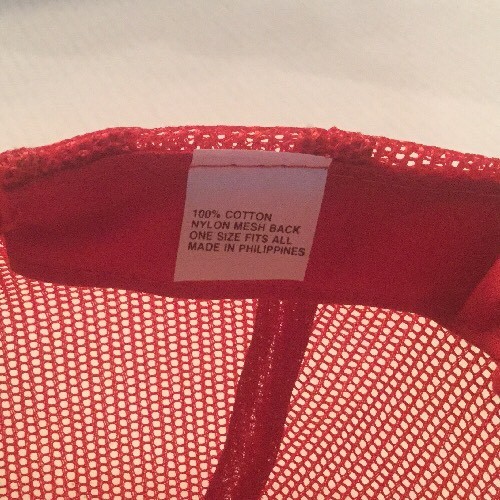 100% COTTON
NYLON MESH BACK
ONE SIZE FITS ALL
MADE IN PHILIPPINES